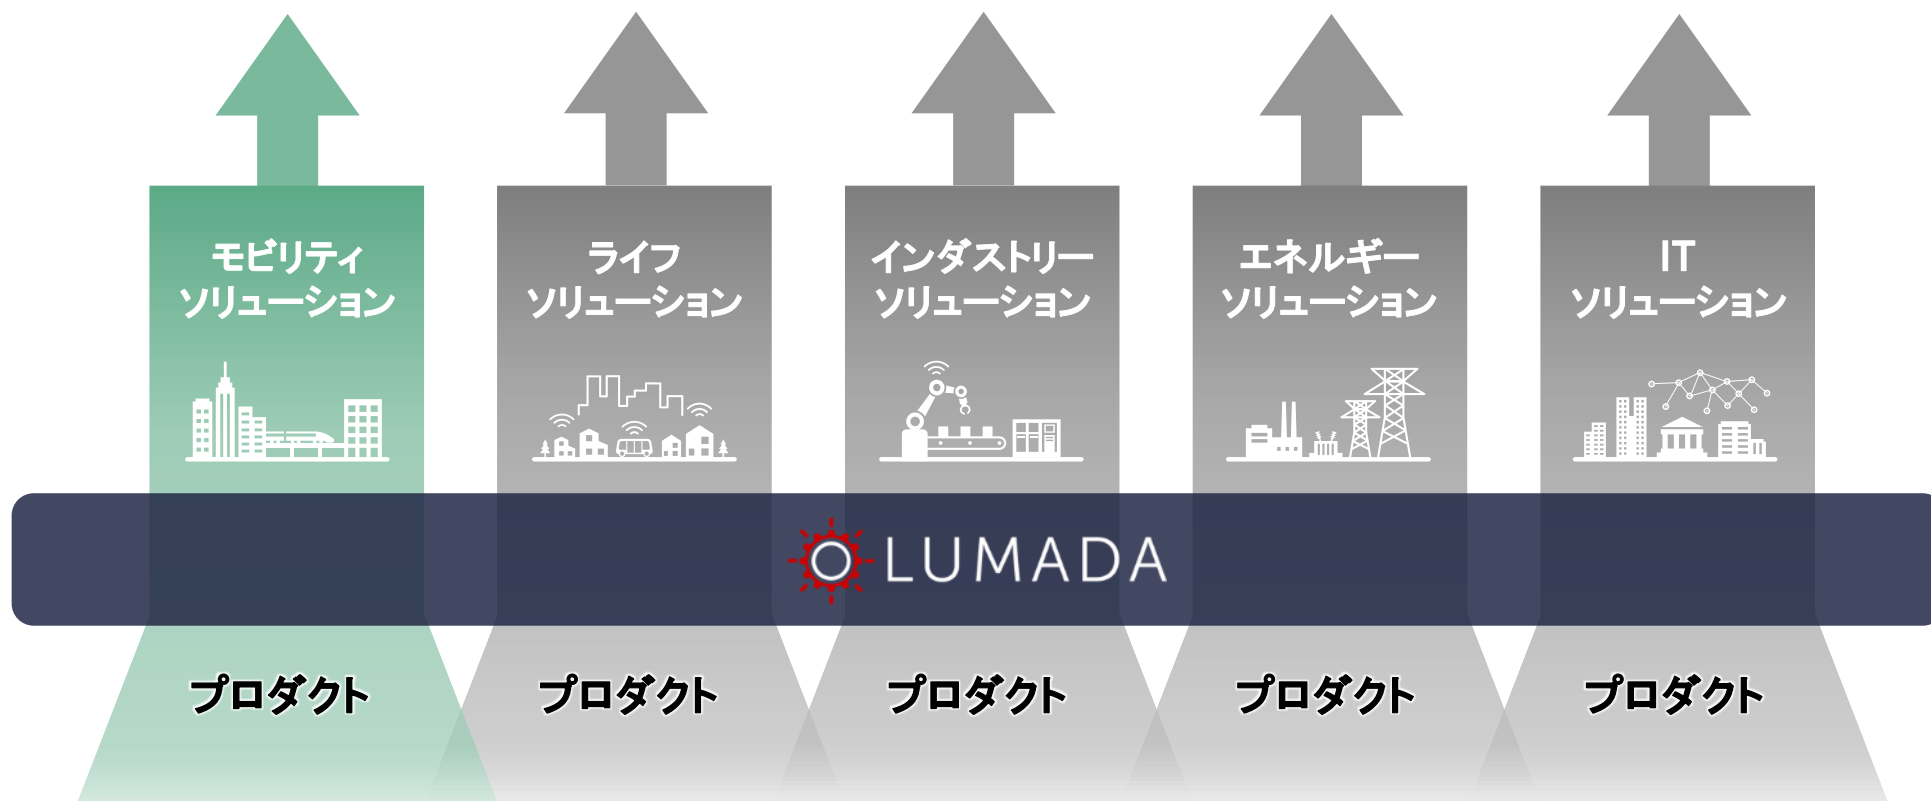 モビリティ
ソリューション
ライフ
ソリューション
インダストリー
ソリューション
エネルギー
ソリューション
IT
ソリューション
LUMADA
プロダクト
プロダクト
プロダクト
プロダクト
プロダクト